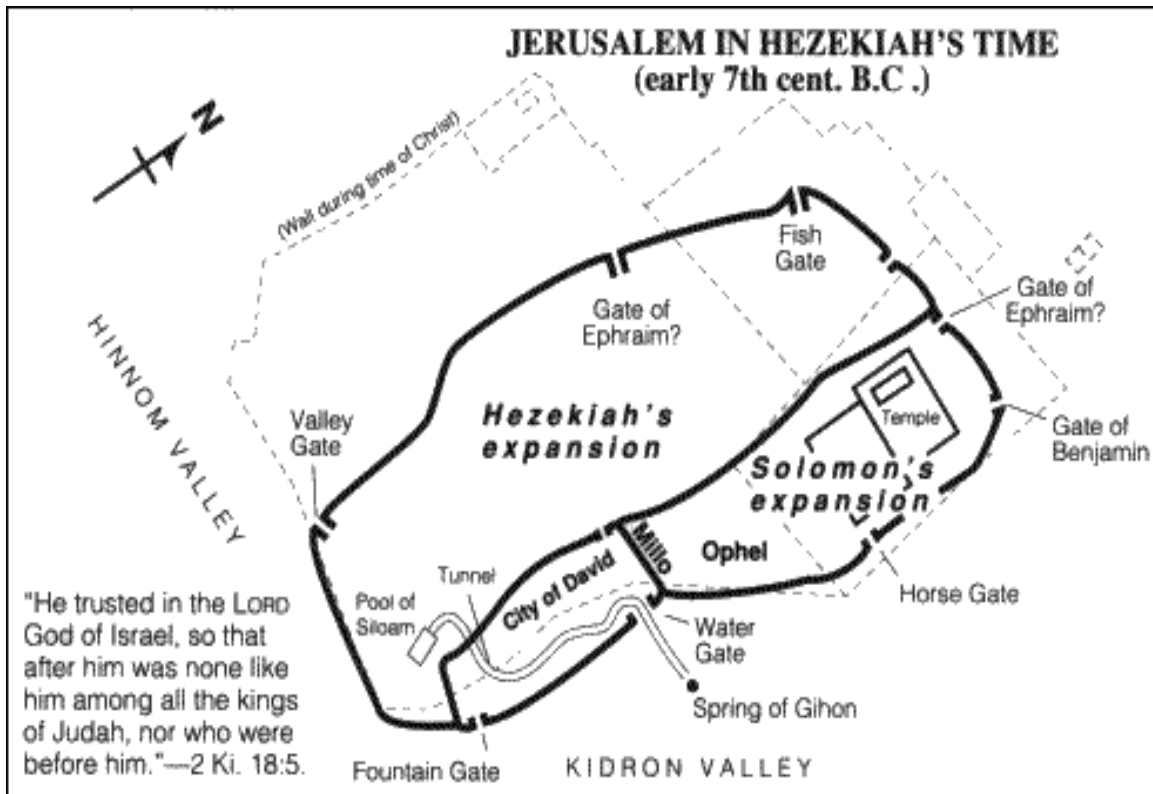 JERUSALEM IN HEZEKIAH'S TIME
(early 7th cent. B.C .)
N
(Wall during time of Christ)
Fish
Gate
Gate of
Ephraim?
Gate of
Ephraim?
HINNOM VALLEY
Valley
Gate
Hezekiah's
expansion
Temple
Gate of
Benjamin
Solomon's
expansion
Millo
Ophel
City of David
Tunnel
Pool of
Siloam
Horse Gate
Water
Gate
Spring of Gihon
"He trusted in the LORD
God of Israel, so that
after him was none like
him among all the kings
of Judah, nor who were
before him."—2 Ki. 18:5.
Fountain Gate
KIDRON VALLEY